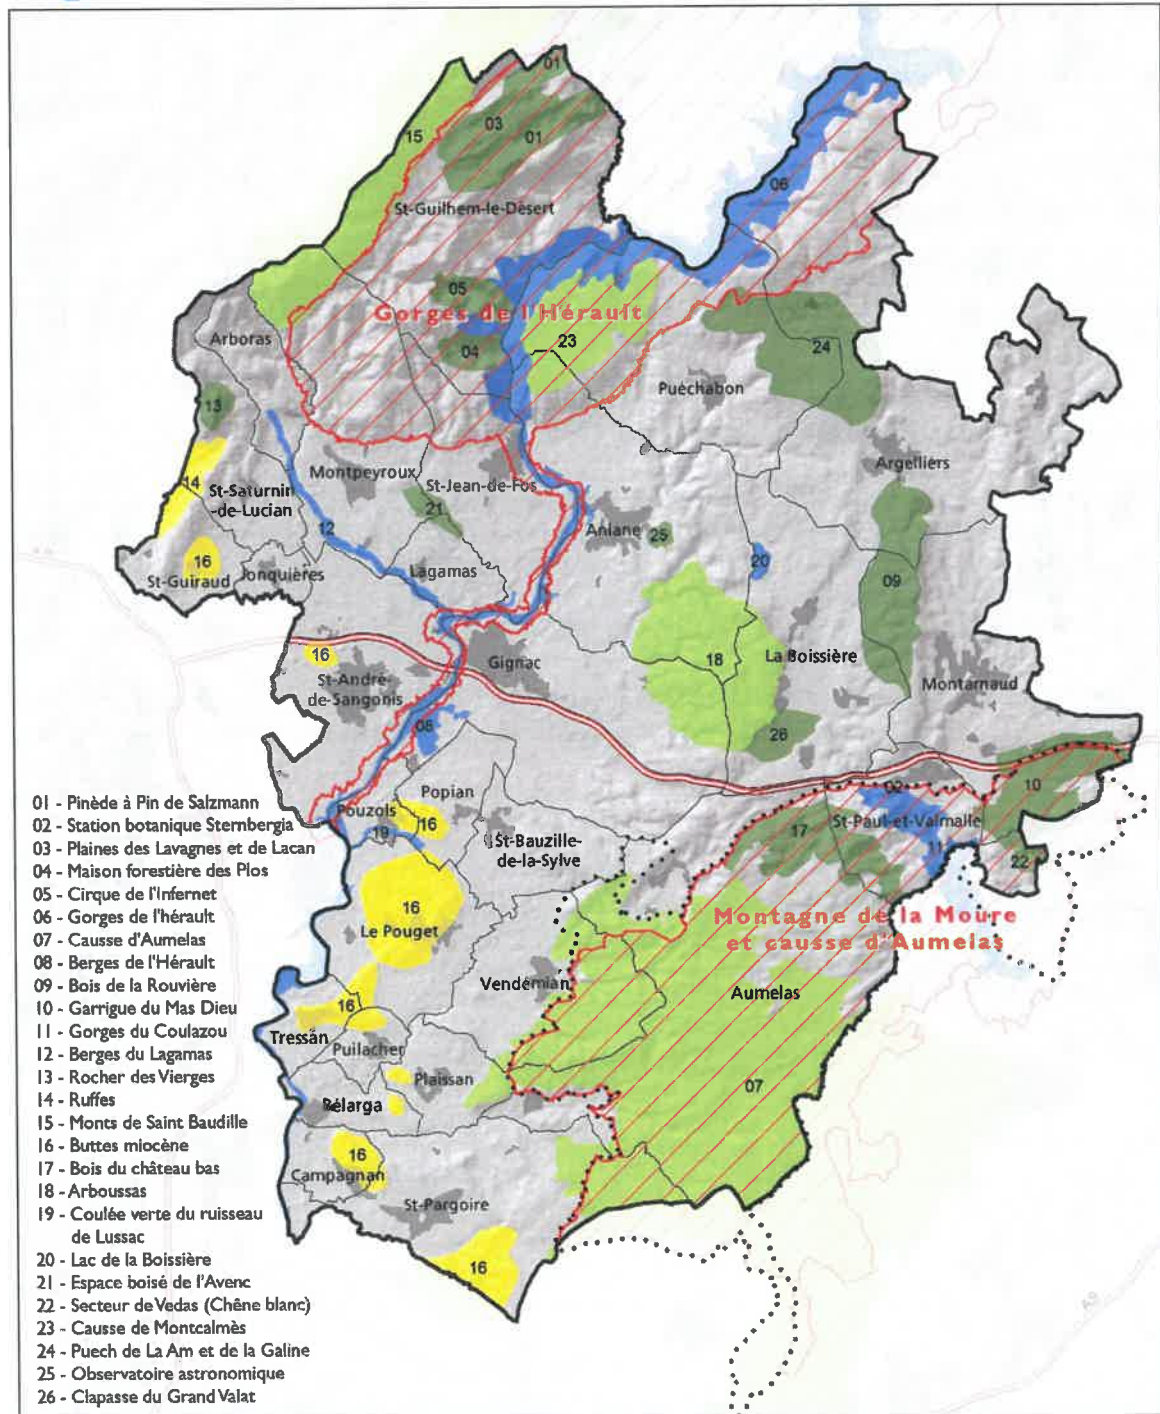 01
03
01
15
06
St-Guilhem-le-Désert
05
Gorges de l'Hérault
23
04
24
Arboras
Puéchabon
13
Argelliers
Montpeyroux
St-Jean-de-Fos
14
St-Saturnin
-de-Lucian
21
12
Aniane
25
16
St-Guiraud
Jonquières
Lagamas
20
09
16
Gignac
18
La Boissière
St-André-
de-Sangonis
Montarnaud
08
26
10
Popian
02
Pouzols
16
19
17
St-Paul-et-Valmalle
St-Bauzille-
de-la-Sylve
11
22
16
Le Pouget
Montagne de la Moure
et causse d'Aumelas
Vendémian
Aumelas
16
Tressan
Puilacher
Plaissan
07
Bélarga
16
Campagnan
St-Pargoire
16
A9
01 - Pinède à Pin de Salzmann
02 - Station botanique Sternbergia
03 - Plaines des Lavagnes et de Lacan
04 - Maison forestière des Plos
05 - Cirque de l'Infernet
06 - Gorges de l'hérault
07 - Causse d'Aumelas
08 - Berges de l'Hérault
09 - Bois de la Rouvière
10 - Garrigue du Mas Dieu
11 - Gorges du Coulazou
12 - Berges du Lagamas
13 - Rocher des Vierges
14 - Ruffes
15 - Monts de Saint Baudille
16 - Buttes miocène
17 - Bois du château bas
18 - Arboussas
19 - Coulée verte du ruisseau
de Lussac
20 - Lac de la Boissière
21 - Espace boisé de l'Avenc
22 - Secteur de Vedas (Chêne blanc)
23 - Causse de Montcalmès
24 - Puech de La Am et de la Galine
25 - Observatoire astronomique
26 - Clapasse du Grand Valat